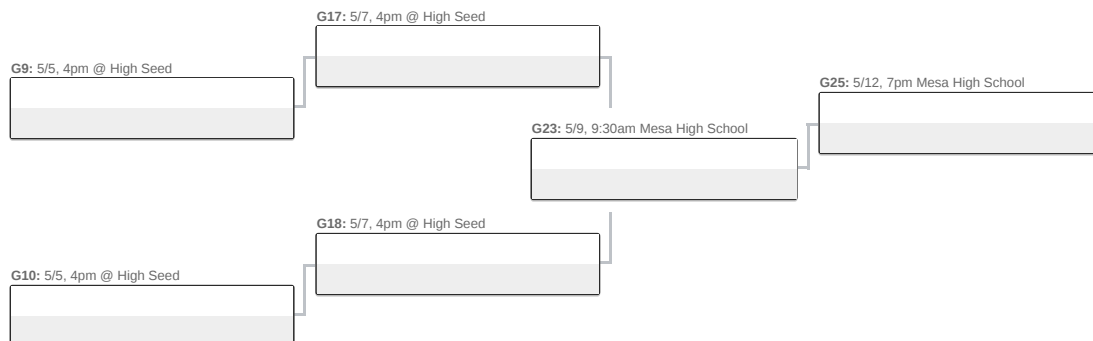 G17: 5/7, 4pm @ High Seed
G9: 5/5, 4pm @ High Seed
G25: 5/12, 7pm Mesa High School
G23: 5/9, 9:30am Mesa High School
G18: 5/7, 4pm @ High Seed
G10: 5/5, 4pm @ High Seed